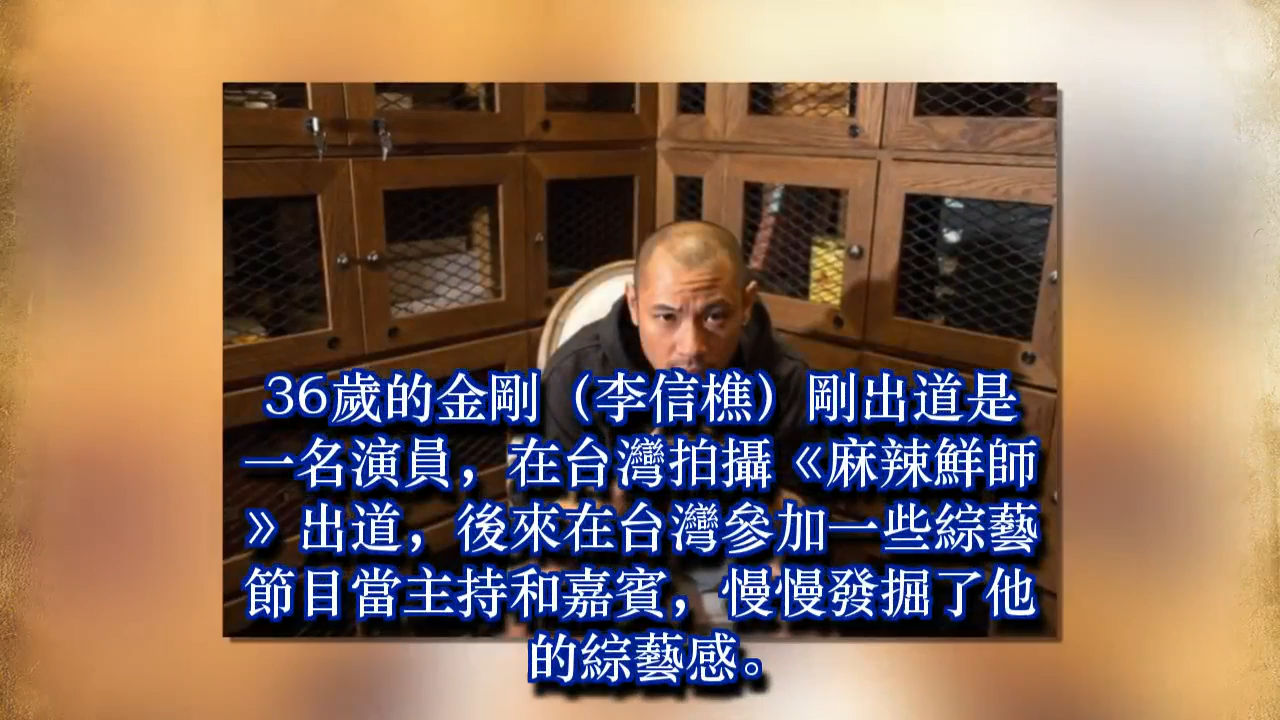 36歲的金剛（李信樵）剛出道是
一名演員，在台灣拍攝《麻辣鮮師
》出道，後來在台灣參加一些綜藝
節目當主持和嘉賓，慢慢發掘了他
的綜藝感。